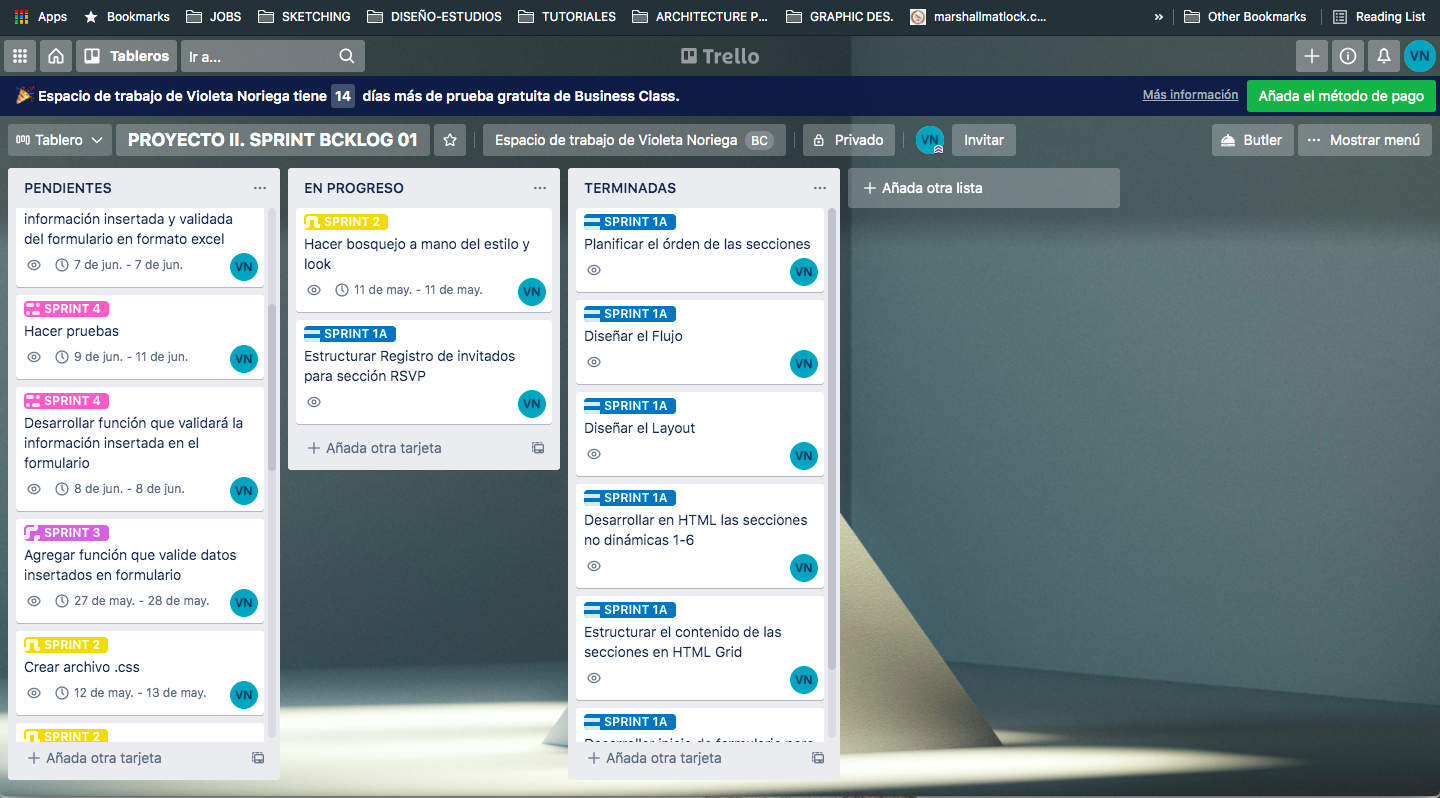 Apps
Bookmarks
JOBS
SKETCHING
DISEÑO-ESTUDIOS
TUTORIALES
ARCHITECTURE P...
GRAPHIC DES.
marshallmatlock.c...
»
Other Bookmarks
Reading List
Tableros
Ir a...
Trello
VN
Espacio de trabajo de Violeta Noriega tiene 14 días más de prueba gratuita de Business Class.
Más información
Añada el método de pago
Tablero
PROYECTO II. SPRINT BCKLOG 01
Espacio de trabajo de Violeta Noriega BC
Privado
VN
Invitar
Butler
Mostrar menú
PENDIENTES
información insertada y validada
del formulario en formato excel
7 de jun. - 7 de jun.
VN
SPRINT 4
Hacer pruebas
9 de jun. - 11 de jun.
VN
SPRINT 4
Desarrollar función que validará la
información insertada en el
formulario
8 de jun. - 8 de jun.
VN
SPRINT 3
Agregar función que valide datos
insertados en formulario
27 de may. - 28 de may.
VN
SPRINT 2
Crear archivo .css
12 de may. - 13 de may.
VN
SPRINT 2
Añada otra tarjeta
EN PROGRESO
SPRINT 2
Hacer bosquejo a mano del estilo y
look
11 de may. - 11 de may.
VN
SPRINT 1A
Estructurar Registro de invitados
para sección RSVP
VN
Añada otra tarjeta
TERMINADAS
SPRINT 1A
Planificar el órden de las secciones
VN
SPRINT 1A
Diseñar el Flujo
VN
SPRINT 1A
Diseñar el Layout
VN
SPRINT 1A
Desarrollar en HTML las secciones
no dinámicas 1-6
VN
SPRINT 1A
Estructurar el contenido de las
secciones en HTML Grid
VN
SPRINT 1A
Desarrollar inicio de formulario para
Añada otra tarjeta
Añada otra lista